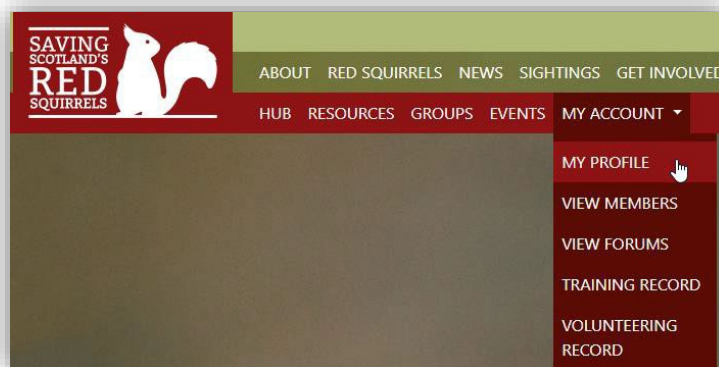 SAVING
SCOTLAND'S
RED
SQUIRRELS
ABOUT RED SQUIRRELS NEWS SIGHTINGS GET INVOLVED
HUB RESOURCES GROUPS EVENTS MY ACCOUNT
MY PROFILE
VIEW MEMBERS
VIEW FORUMS
TRAINING RECORD
VOLUNTEERING
RECORD